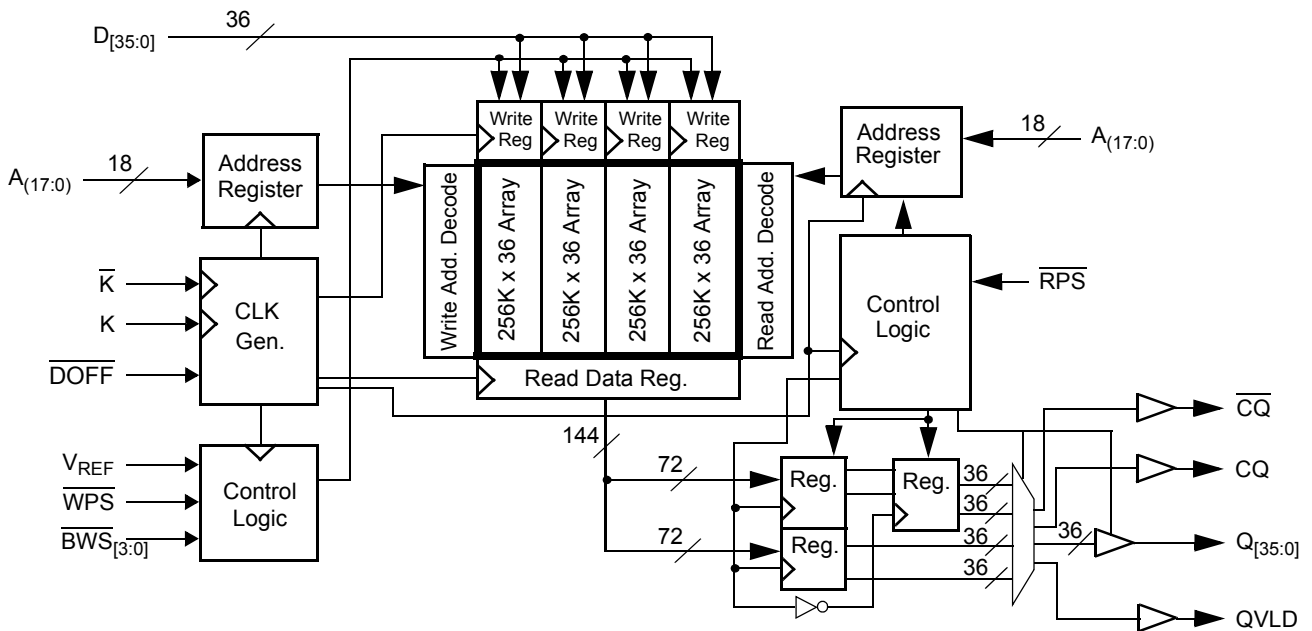 D[35:0]
36
Write Reg
Write Reg
Write Reg
Write Reg
A(17:0)
18
Address Register
Write Add. Decode
256K x 36 Array
256K x 36 Array
256K x 36 Array
256K x 36 Array
Read Add. Decode
Address Register
18
A(17:0)
K̅
K
DOFF̅
CLK Gen.
Control Logic
RPS̅
Read Data Reg.
VREF
WPS̅
BWS̅[3:0]
Control Logic
144
72
Reg.
Reg.
36
36
72
Reg.
36
36
36
CQ̅
CQ
Q[35:0]
QVLD